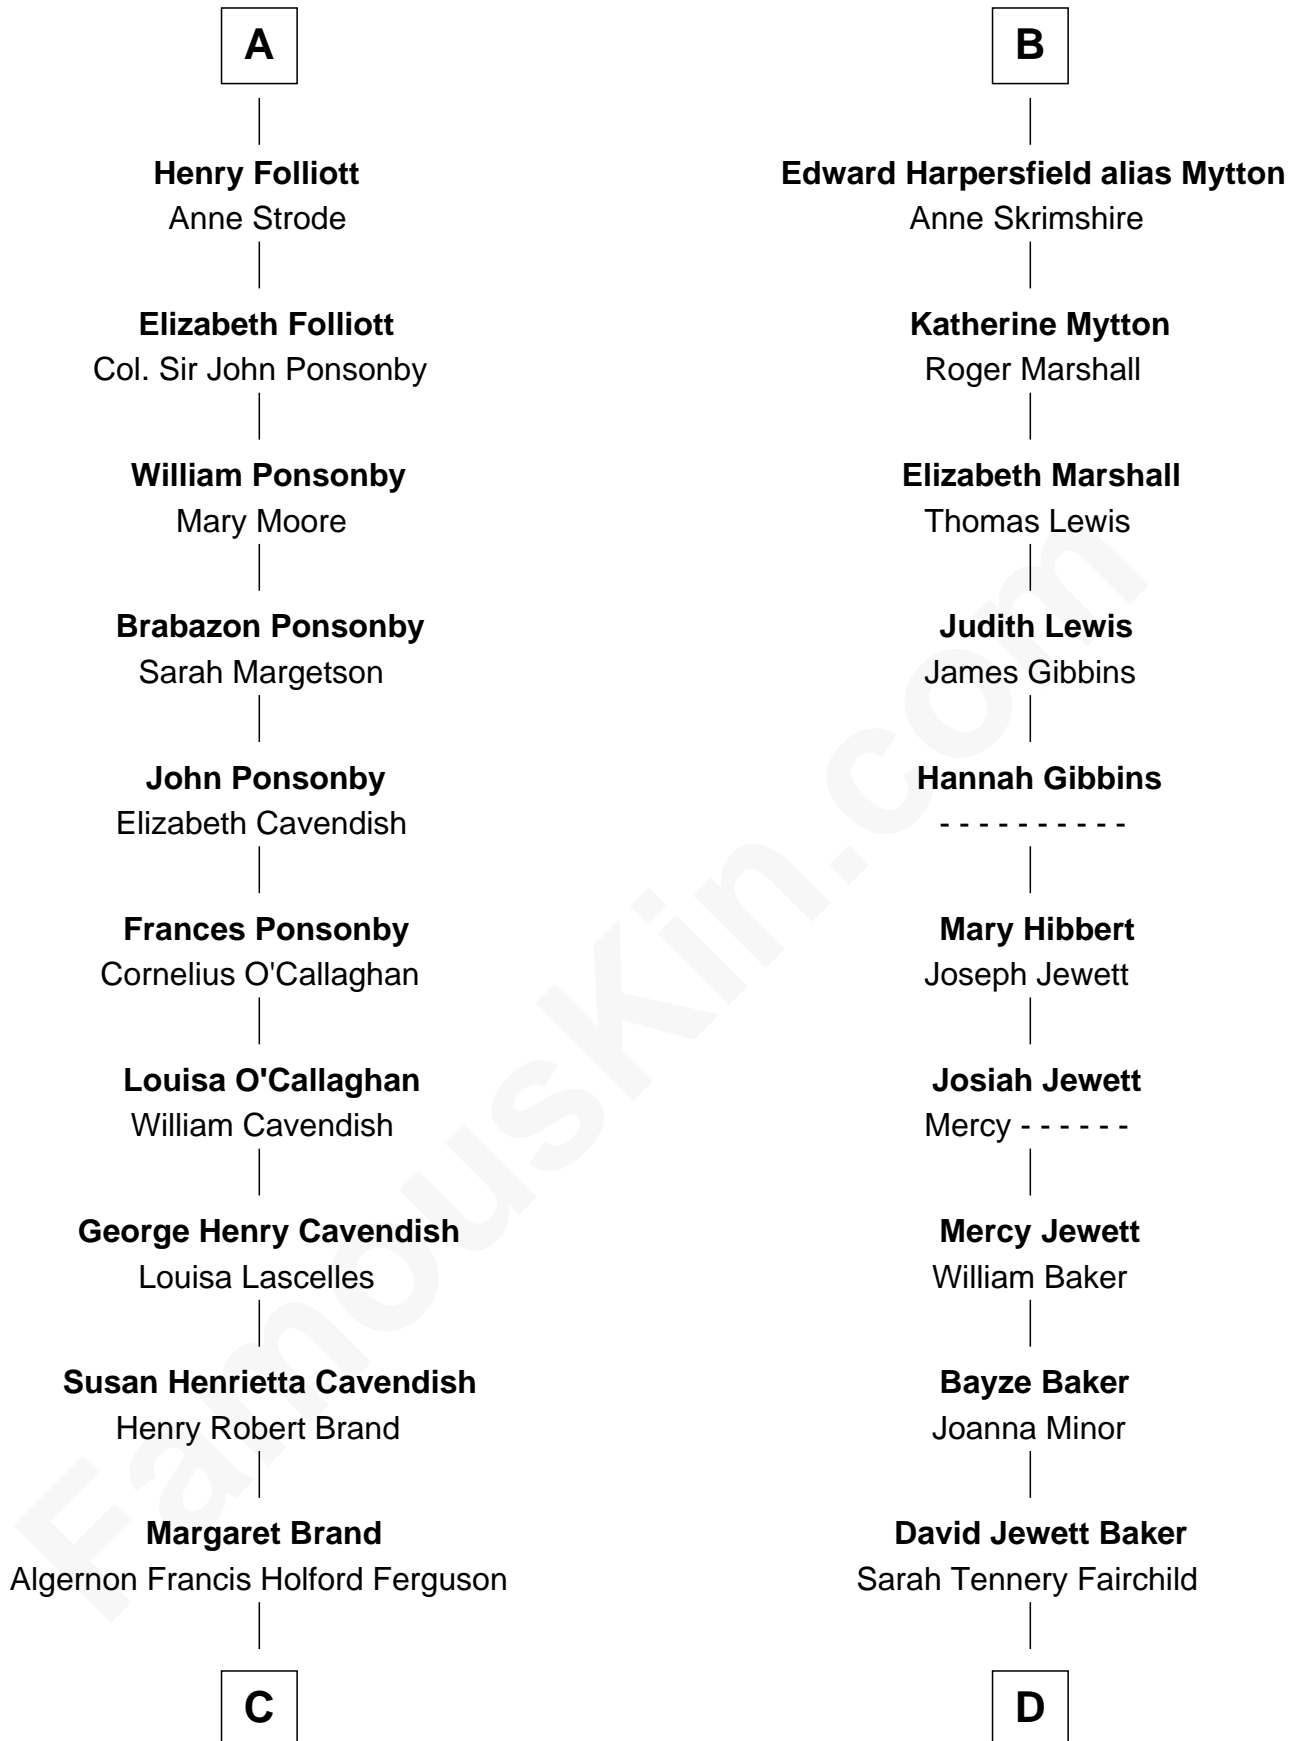 A
Henry Folliott
Anne Strode
Elizabeth Folliott
Col. Sir John Ponsonby
William Ponsonby
Mary Moore
Brabazon Ponsonby
Sarah Margetson
John Ponsonby
Elizabeth Cavendish
Frances Ponsonby
Cornelius O'Callaghan
Louisa O'Callaghan
William Cavendish
George Henry Cavendish
Louisa Lascelles
Susan Henrietta Cavendish
Henry Robert Brand
Margaret Brand
Algernon Francis Holford Ferguson
C
B
Edward Harpersfield alias Mytton
Anne Skrimshire
Katherine Mytton
Roger Marshall
Elizabeth Marshall
Thomas Lewis
Judith Lewis
James Gibbins
Hannah Gibbins
- - - - - - - - - -
Mary Hibbert
Joseph Jewett
Josiah Jewett
Mercy - - - - - -
Mercy Jewett
William Baker
Bayze Baker
Joanna Minor
David Jewett Baker
Sarah Tennery Fairchild
D
FamousKin.com